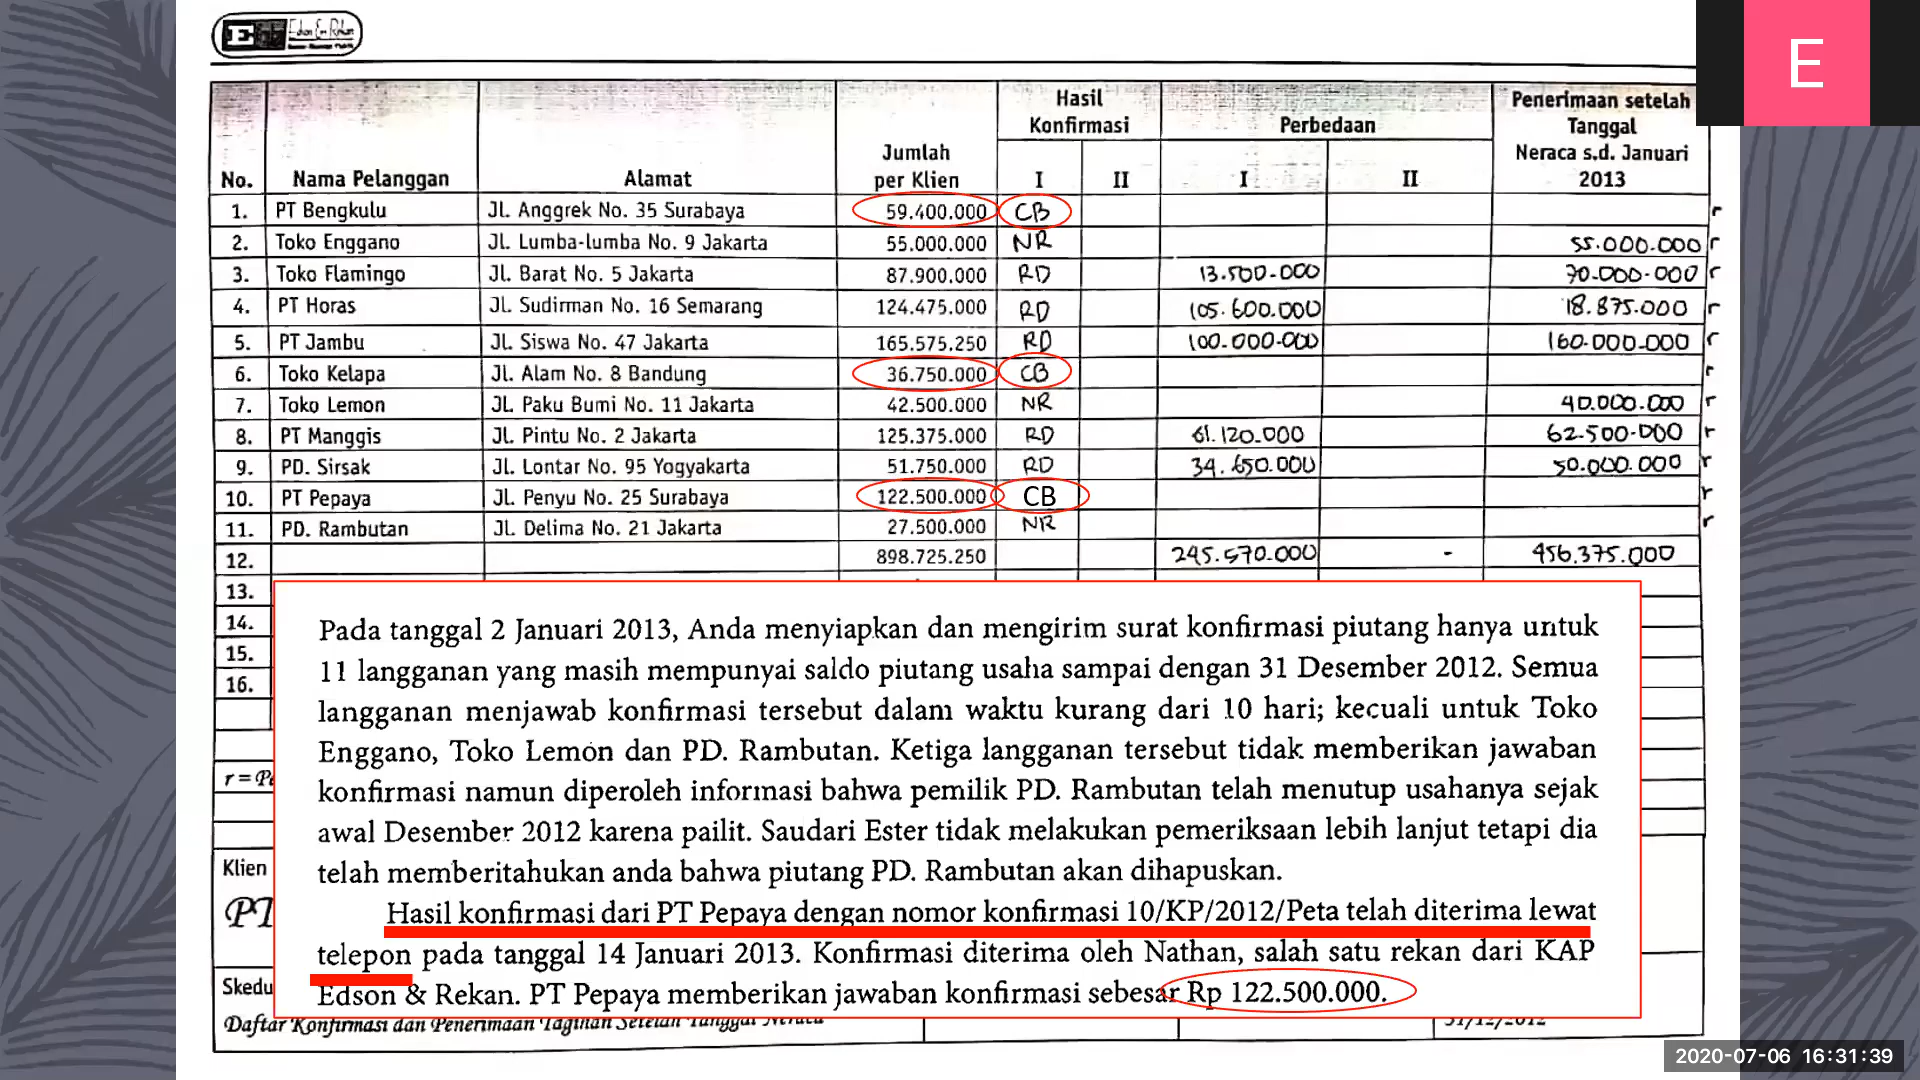 E
Edson Em Rekan
E
Hasil Konfirmasi Perbedaan Penerimaan setelah Tanggal Neraca s.d. Januari 2013
No. Nama Pelanggan Alamat Jumlah per Klien I II I II
1. PT Bengkulu Jl. Anggrek No. 35 Surabaya 59.400.000 CB r
2. Toko Enggano Jl. Lumba-lumba No. 9 Jakarta 55.000.000 NR 55.000.000 r
3. Toko Flamingo Jl. Barat No. 5 Jakarta 87.900.000 RD 13.500.000 70.000.000 r
4. PT Horas Jl. Sudirman No. 16 Semarang 124.475.000 RD 105.600.000 18.875.000 r
5. PT Jambu Jl. Siswa No. 47 Jakarta 165.575.250 RD 100.000.000 160.000.000 r
6. Toko Kelapa Jl. Alam No. 8 Bandung 36.750.000 CB r
7. Toko Lemon Jl. Paku Bumi No. 11 Jakarta 42.500.000 NR 40.000.000 r
8. PT Manggis Jl. Pintu No. 2 Jakarta 125.375.000 RD 61.120.000 62.500.000 r
9. PD. Sirsak Jl. Lontar No. 95 Yogyakarta 51.750.000 RD 34.650.000 50.000.000 r
10. PT Pepaya Jl. Penyu No. 25 Surabaya 122.500.000 CB r
11. PD. Rambutan Jl. Delima No. 21 Jakarta 27.500.000 NR r
12. 898.725.250 245.570.000 - 456.375.000
13.
14.
15.
16.
r = Pe
Pada tanggal 2 Januari 2013, Anda menyiapkan dan mengirim surat konfirmasi piutang hanya untuk
11 langganan yang masih mempunyai saldo piutang usaha sampai dengan 31 Desember 2012. Semua
langganan menjawab konfirmasi tersebut dalam waktu kurang dari 10 hari; kecuali untuk Toko
Enggano, Toko Lemon dan PD. Rambutan. Ketiga langganan tersebut tidak memberikan jawaban
konfirmasi namun diperoleh informasi bahwa pemilik PD. Rambutan telah menutup usahanya sejak
awal Desember 2012 karena pailit. Saudari Ester tidak melakukan pemeriksaan lebih lanjut tetapi dia
telah memberitahukan anda bahwa piutang PD. Rambutan akan dihapuskan.
Hasil konfirmasi dari PT Pepaya dengan nomor konfirmasi 10/KP/2012/Peta telah diterima lewat
telepon pada tanggal 14 Januari 2013. Konfirmasi diterima oleh Nathan, salah satu rekan dari KAP
Edson & Rekan. PT Pepaya memberikan jawaban konfirmasi sebesar Rp 122.500.000.
Klien
PT
Skedu
Daftar Konfirmasi dan Penerimaan Tagihan Setelah Tanggal Neraca 31/12/2012
2020-07-06 16:31:39